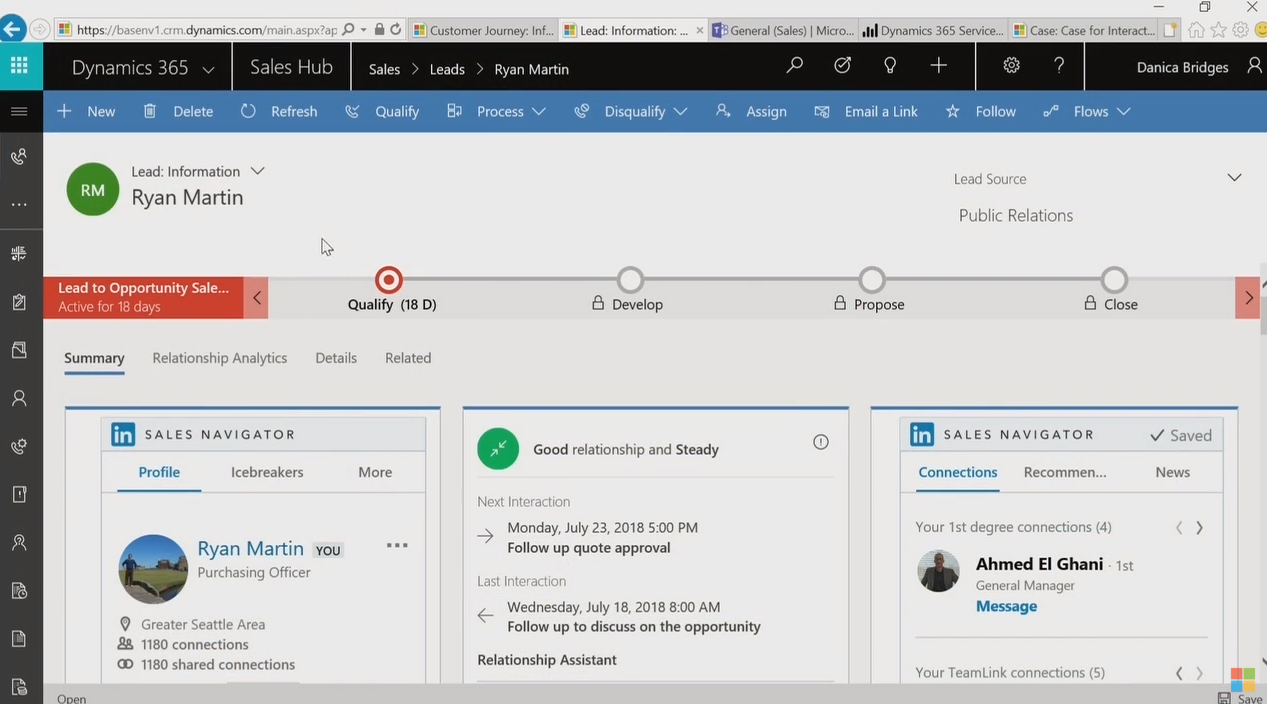 https://basenv1.crm.dynamics.com/main.aspx?ap
Customer Journey: Inf...
Lead: Information: ...
General (Sales) | Micro...
Dynamics 365 Service...
Case: Case for Interact...
Dynamics 365
Sales Hub
Sales > Leads > Ryan Martin
Danica Bridges
New
Delete
Refresh
Qualify
Process
Disqualify
Assign
Email a Link
Follow
Flows
RM
Lead: Information
Ryan Martin
Lead Source
Public Relations
Lead to Opportunity Sale...
Active for 18 days
Qualify (18 D)
Develop
Propose
Close
Summary
Relationship Analytics
Details
Related
in SALES NAVIGATOR
Profile
Icebreakers
More
Ryan Martin YOU
Purchasing Officer
Greater Seattle Area
1180 connections
1180 shared connections
Good relationship and Steady
Next Interaction
Monday, July 23, 2018 5:00 PM
Follow up quote approval
Last Interaction
Wednesday, July 18, 2018 8:00 AM
Follow up to discuss on the opportunity
Relationship Assistant
in SALES NAVIGATOR
Saved
Connections
Recommen...
News
Your 1st degree connections (4)
Ahmed El Ghani · 1st
General Manager
Message
Your TeamLink connections (5)
Open
Save